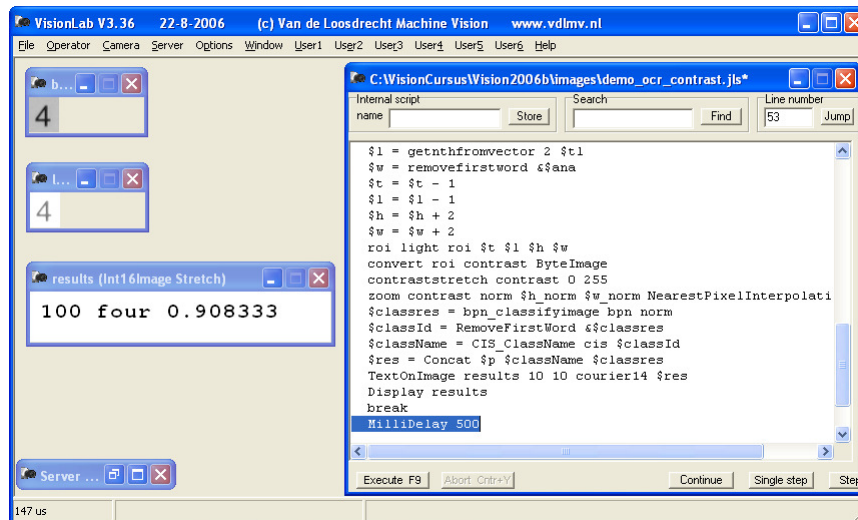 VisionLab V3.36 22-8-2006 (c) Van de Loosdrecht Machine Vision www.vdlmv.nl
File Operator Camera Server Options Window User1 User2 User3 User4 User5 User6 Help
b...
4
l...
4
results (Int16Image Stretch)
100 four 0.908333
Server ...
C:\VisionCursus\Vision2006b\images\demo_ocr_contrast.jls*
Internal script
name
Store
Search
Find
Line number
53
Jump
$l = getnthfromvector 2 $tl
$w = removefirstword &$ana
$t = $t - 1
$l = $l - 1
$h = $h + 2
$w = $w + 2
roi light roi $t $l $h $w
convert roi contrast ByteImage
contraststretch contrast 0 255
zoom contrast norm $h_norm $w_norm NearestPixelInterpolati
$classres = bpn_classifyimage bpn norm
$classId = RemoveFirstWord &$classres
$className = CIS_ClassName cis $classId
$res = Concat $p $className $classres
TextOnImage results 10 10 courier14 $res
Display results
break
MilliDelay 500
Execute F9
Abort Cntr+Y
Continue
Single step
Step
147 us